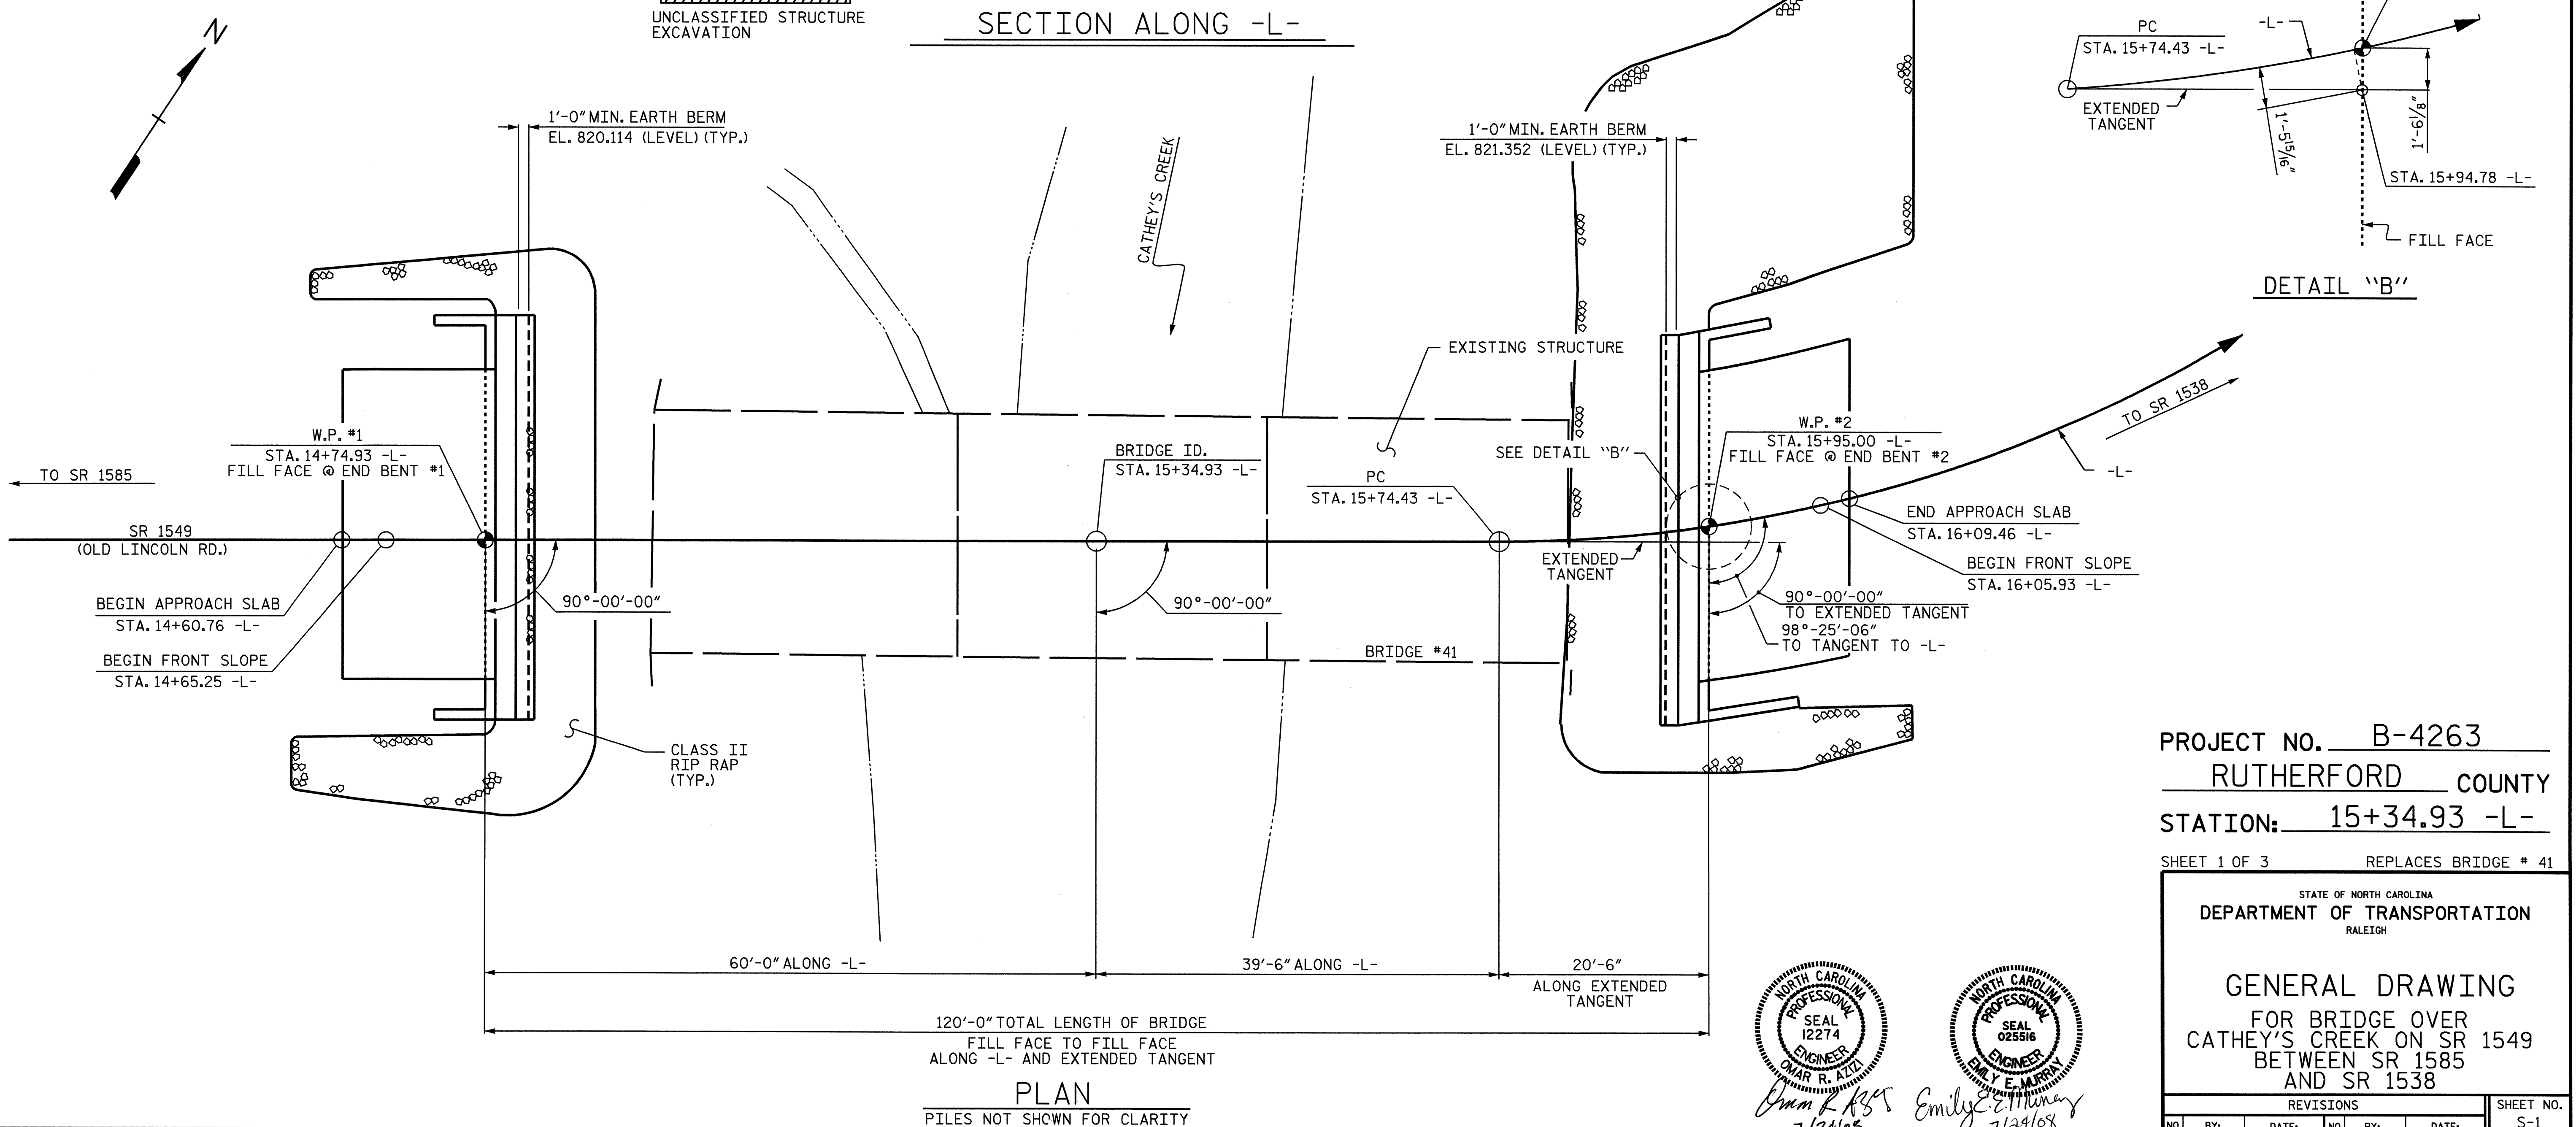 UNCLASSIFIED STRUCTURE
EXCAVATION
SECTION ALONG -L-
N
PC
STA. 15+74.43 -L-
-L-
EXTENDED
TANGENT
1'-5 15/16"
1'-6 1/8"
STA. 15+94.78 -L-
FILL FACE
DETAIL "B"
1'-0" MIN. EARTH BERM
EL. 820.114 (LEVEL) (TYP.)
CATHEY'S CREEK
1'-0" MIN. EARTH BERM
EL. 821.352 (LEVEL) (TYP.)
EXISTING STRUCTURE
TO SR 1538
W.P. #1
STA. 14+74.93 -L-
FILL FACE @ END BENT #1
TO SR 1585
SR 1549
(OLD LINCOLN RD.)
BRIDGE ID.
STA. 15+34.93 -L-
PC
STA. 15+74.43 -L-
SEE DETAIL "B"
W.P. #2
STA. 15+95.00 -L-
FILL FACE @ END BENT #2
-L-
END APPROACH SLAB
STA. 16+09.46 -L-
BEGIN FRONT SLOPE
STA. 16+05.93 -L-
EXTENDED
TANGENT
BEGIN APPROACH SLAB
STA. 14+60.76 -L-
BEGIN FRONT SLOPE
STA. 14+65.25 -L-
90°-00'-00"
90°-00'-00"
90°-00'-00"
TO EXTENDED TANGENT
98°-25'-06"
TO TANGENT TO -L-
BRIDGE #41
CLASS II
RIP RAP
(TYP.)
60'-0" ALONG -L-
39'-6" ALONG -L-
20'-6"
ALONG EXTENDED
TANGENT
120'-0" TOTAL LENGTH OF BRIDGE
FILL FACE TO FILL FACE
ALONG -L- AND EXTENDED TANGENT
PLAN
PILES NOT SHOWN FOR CLARITY
NORTH CAROLINA
PROFESSIONAL
SEAL
12274
ENGINEER
OMAR R. AZIZI
NORTH CAROLINA
PROFESSIONAL
SEAL
025516
ENGINEER
EMILY E. MURRAY
PROJECT NO. B-4263
RUTHERFORD COUNTY
STATION: 15+34.93 -L-
SHEET 1 OF 3 REPLACES BRIDGE # 41
STATE OF NORTH CAROLINA
DEPARTMENT OF TRANSPORTATION
RALEIGH
GENERAL DRAWING
FOR BRIDGE OVER
CATHEY'S CREEK ON SR 1549
BETWEEN SR 1585
AND SR 1538
REVISIONS
SHEET NO.
S-1
NO. BY: DATE: NO. BY: DATE: